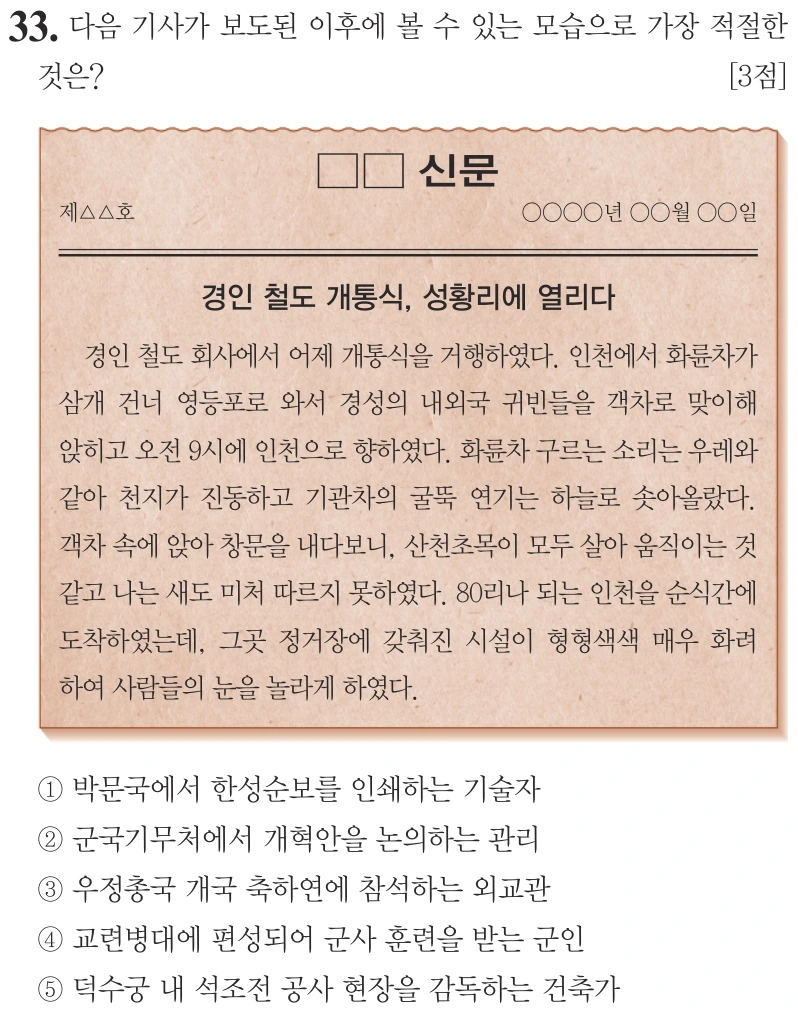 33. 다음 기사가 보도된 이후에 볼 수 있는 모습으로 가장 적절한
것은? [3점]
□□ 신문
제△△호 ○○○○년 ○○월 ○○일
경인 철도 개통식, 성황리에 열리다
경인 철도 회사에서 어제 개통식을 거행하였다. 인천에서 화륜차가
삼개 건너 영등포로 와서 경성의 내외국 귀빈들을 객차로 맞이해
앉히고 오전 9시에 인천으로 향하였다. 화륜차 구르는 소리는 우레와
같아 천지가 진동하고 기관차의 굴뚝 연기는 하늘로 솟아올랐다.
객차 속에 앉아 창문을 내다보니, 산천초목이 모두 살아 움직이는 것
같고 나는 새도 미처 따르지 못하였다. 80리나 되는 인천을 순식간에
도착하였는데, 그곳 정거장에 갖춰진 시설이 형형색색 매우 화려
하여 사람들의 눈을 놀라게 하였다.
① 박문국에서 한성순보를 인쇄하는 기술자
② 군국기무처에서 개혁안을 논의하는 관리
③ 우정총국 개국 축하연에 참석하는 외교관
④ 교련병대에 편성되어 군사 훈련을 받는 군인
⑤ 덕수궁 내 석조전 공사 현장을 감독하는 건축가